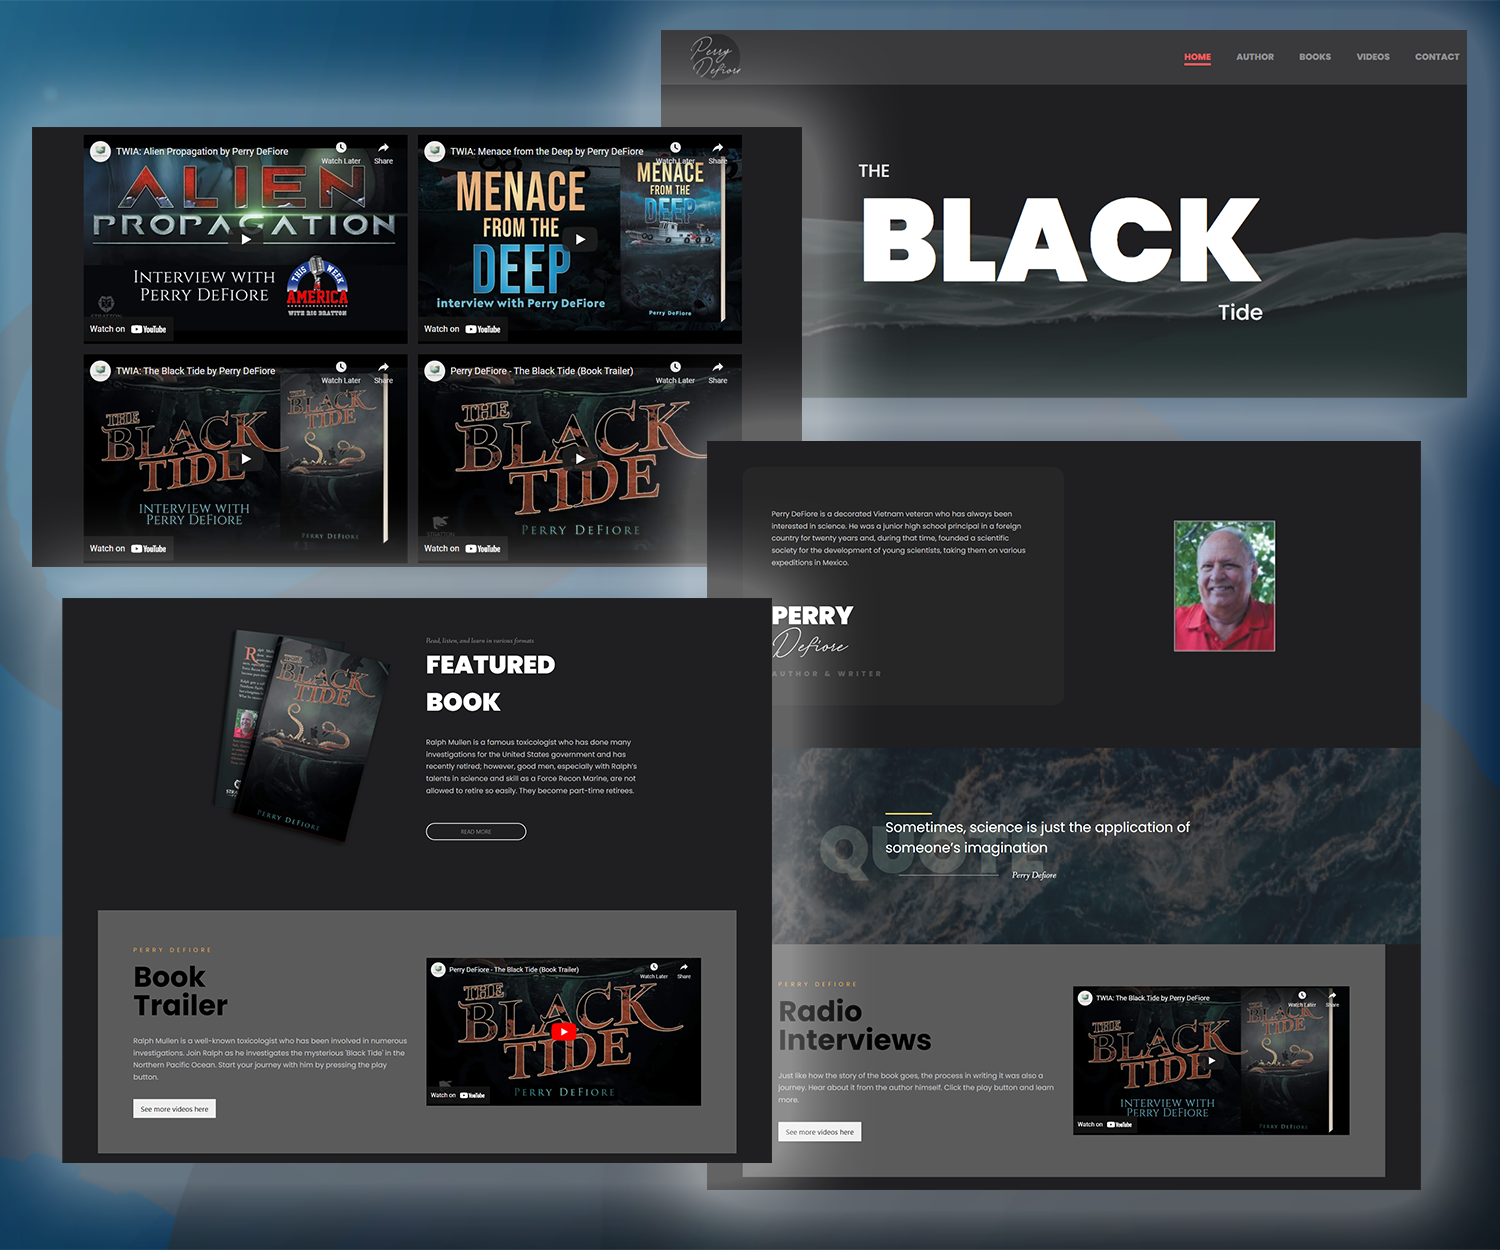 Perry
Defiore
HOME
AUTHOR
BOOKS
VIDEOS
CONTACT
THE
BLACK
Tide
TWIA: Alien Propagation by Perry DeFiore
Watch Later
Share
ALIEN
PROPAGATION
INTERVIEW WITH
PERRY DEFIORE
THIS WEEK
AMERICA
WITH RIC BRATTON
STRATTON
Watch on YouTube
TWIA: Menace from the Deep by Perry DeFiore
Watch Later
Share
MENACE
FROM THE
DEEP
interview with Perry DeFiore
MENACE
FROM THE
DEEP
Perry DeFiore
Watch on YouTube
TWIA: The Black Tide by Perry DeFiore
Watch Later
Share
THE
BLACK
TIDE
INTERVIEW WITH
PERRY DEFIORE
THE
BLACK
TIDE
PERRY DEFIORE
Watch on YouTube
Perry DeFiore - The Black Tide (Book Trailer)
Watch Later
Share
THE
BLACK
TIDE
PERRY DEFIORE
STRATTON
Watch on YouTube
Perry DeFiore is a decorated Vietnam veteran who has always been
interested in science. He was a junior high school principal in a foreign
country for twenty years and, during that time, founded a scientific
society for the development of young scientists, taking them on various
expeditions in Mexico.
PERRY
Defiore
AUTHOR & WRITER
QUOTE
Sometimes, science is just the application of
someone's imagination
Perry Defiore
PERRY DEFIORE
Radio
Interviews
Just like how the story of the book goes, the process in writing it was also a
journey. Hear about it from the author himself. Click the play button and learn
more.
See more videos here
TWIA: The Black Tide by Perry DeFiore
Watch Later
Share
THE
BLACK
TIDE
INTERVIEW WITH
PERRY DEFIORE
THE
BLACK
TIDE
PERRY DEFIORE
Watch on YouTube
THE
BLACK
TIDE
PERRY DEFIORE
Read, listen, and learn in various formats
FEATURED
BOOK
Ralph Mullen is a famous toxicologist who has done many
investigations for the United States government and has
recently retired; however, good men, especially with Ralph's
talents in science and skill as a Force Recon Marine, are not
allowed to retire so easily. They become part-time retirees.
READ MORE
PERRY DEFIORE
Book
Trailer
Ralph Mullen is a well-known toxicologist who has been involved in numerous
investigations. Join Ralph as he investigates the mysterious 'Black Tide' in the
Northern Pacific Ocean. Start your journey with him by pressing the play
button.
See more videos here
Perry DeFiore - The Black Tide (Book Trailer)
Watch Later
Share
THE
BLACK
TIDE
PERRY DEFIORE
Watch on YouTube